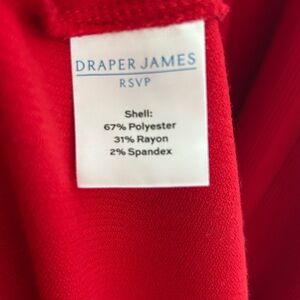 DRAPER JAMES
RSVP
Shell:
67% Polyester
31% Rayon
2% Spandex